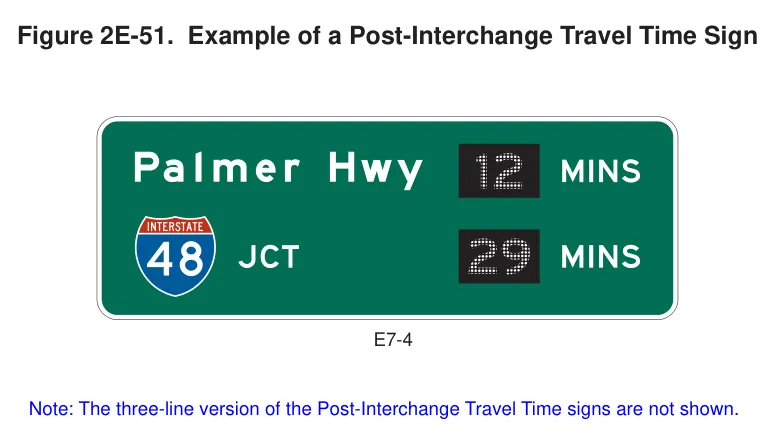 Figure 2E-51. Example of a Post-Interchange Travel Time Sign
Palmer Hwy 12 MINS
INTERSTATE
48 JCT 29 MINS
E7-4
Note: The three-line version of the Post-Interchange Travel Time signs are not shown.